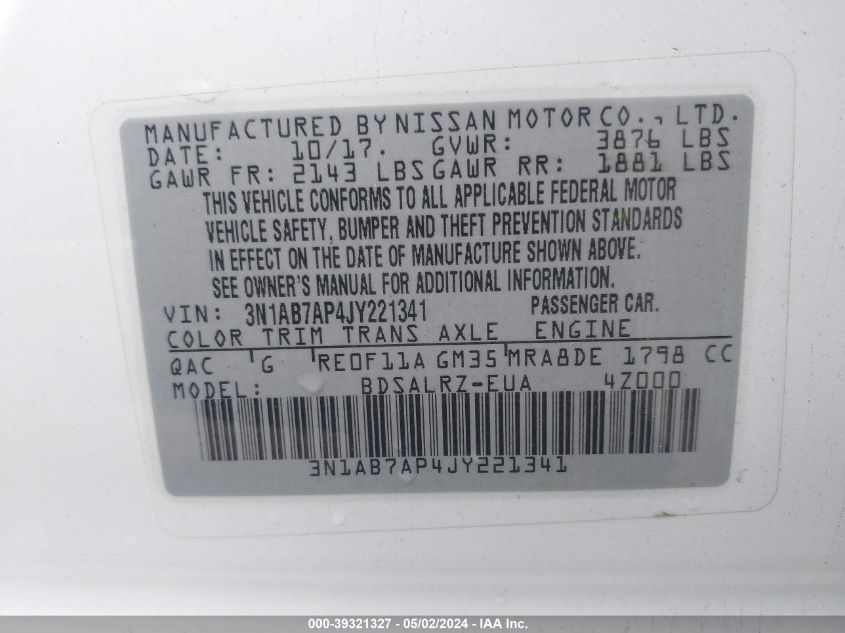 MANUFACTURED BY NISSAN MOTOR CO., LTD.
DATE: 10/17. GVWR: 3876 LBS
GAWR FR: 2143 LBS GAWR RR: 1881 LBS
THIS VEHICLE CONFORMS TO ALL APPLICABLE FEDERAL MOTOR
VEHICLE SAFETY, BUMPER AND THEFT PREVENTION STANDARDS
IN EFFECT ON THE DATE OF MANUFACTURE SHOWN ABOVE.
SEE OWNER'S MANUAL FOR ADDITIONAL INFORMATION.
VIN: 3N1AB7AP4JY221341 PASSENGER CAR.
COLOR TRIM TRANS AXLE ENGINE
QAC G RE0F11A GM35 MRA8DE 1798 CC
MODEL: BDSALRZ-EUA 4Z000
3N1AB7AP4JY221341
000-39321327 - 05/02/2024 - IAA Inc.